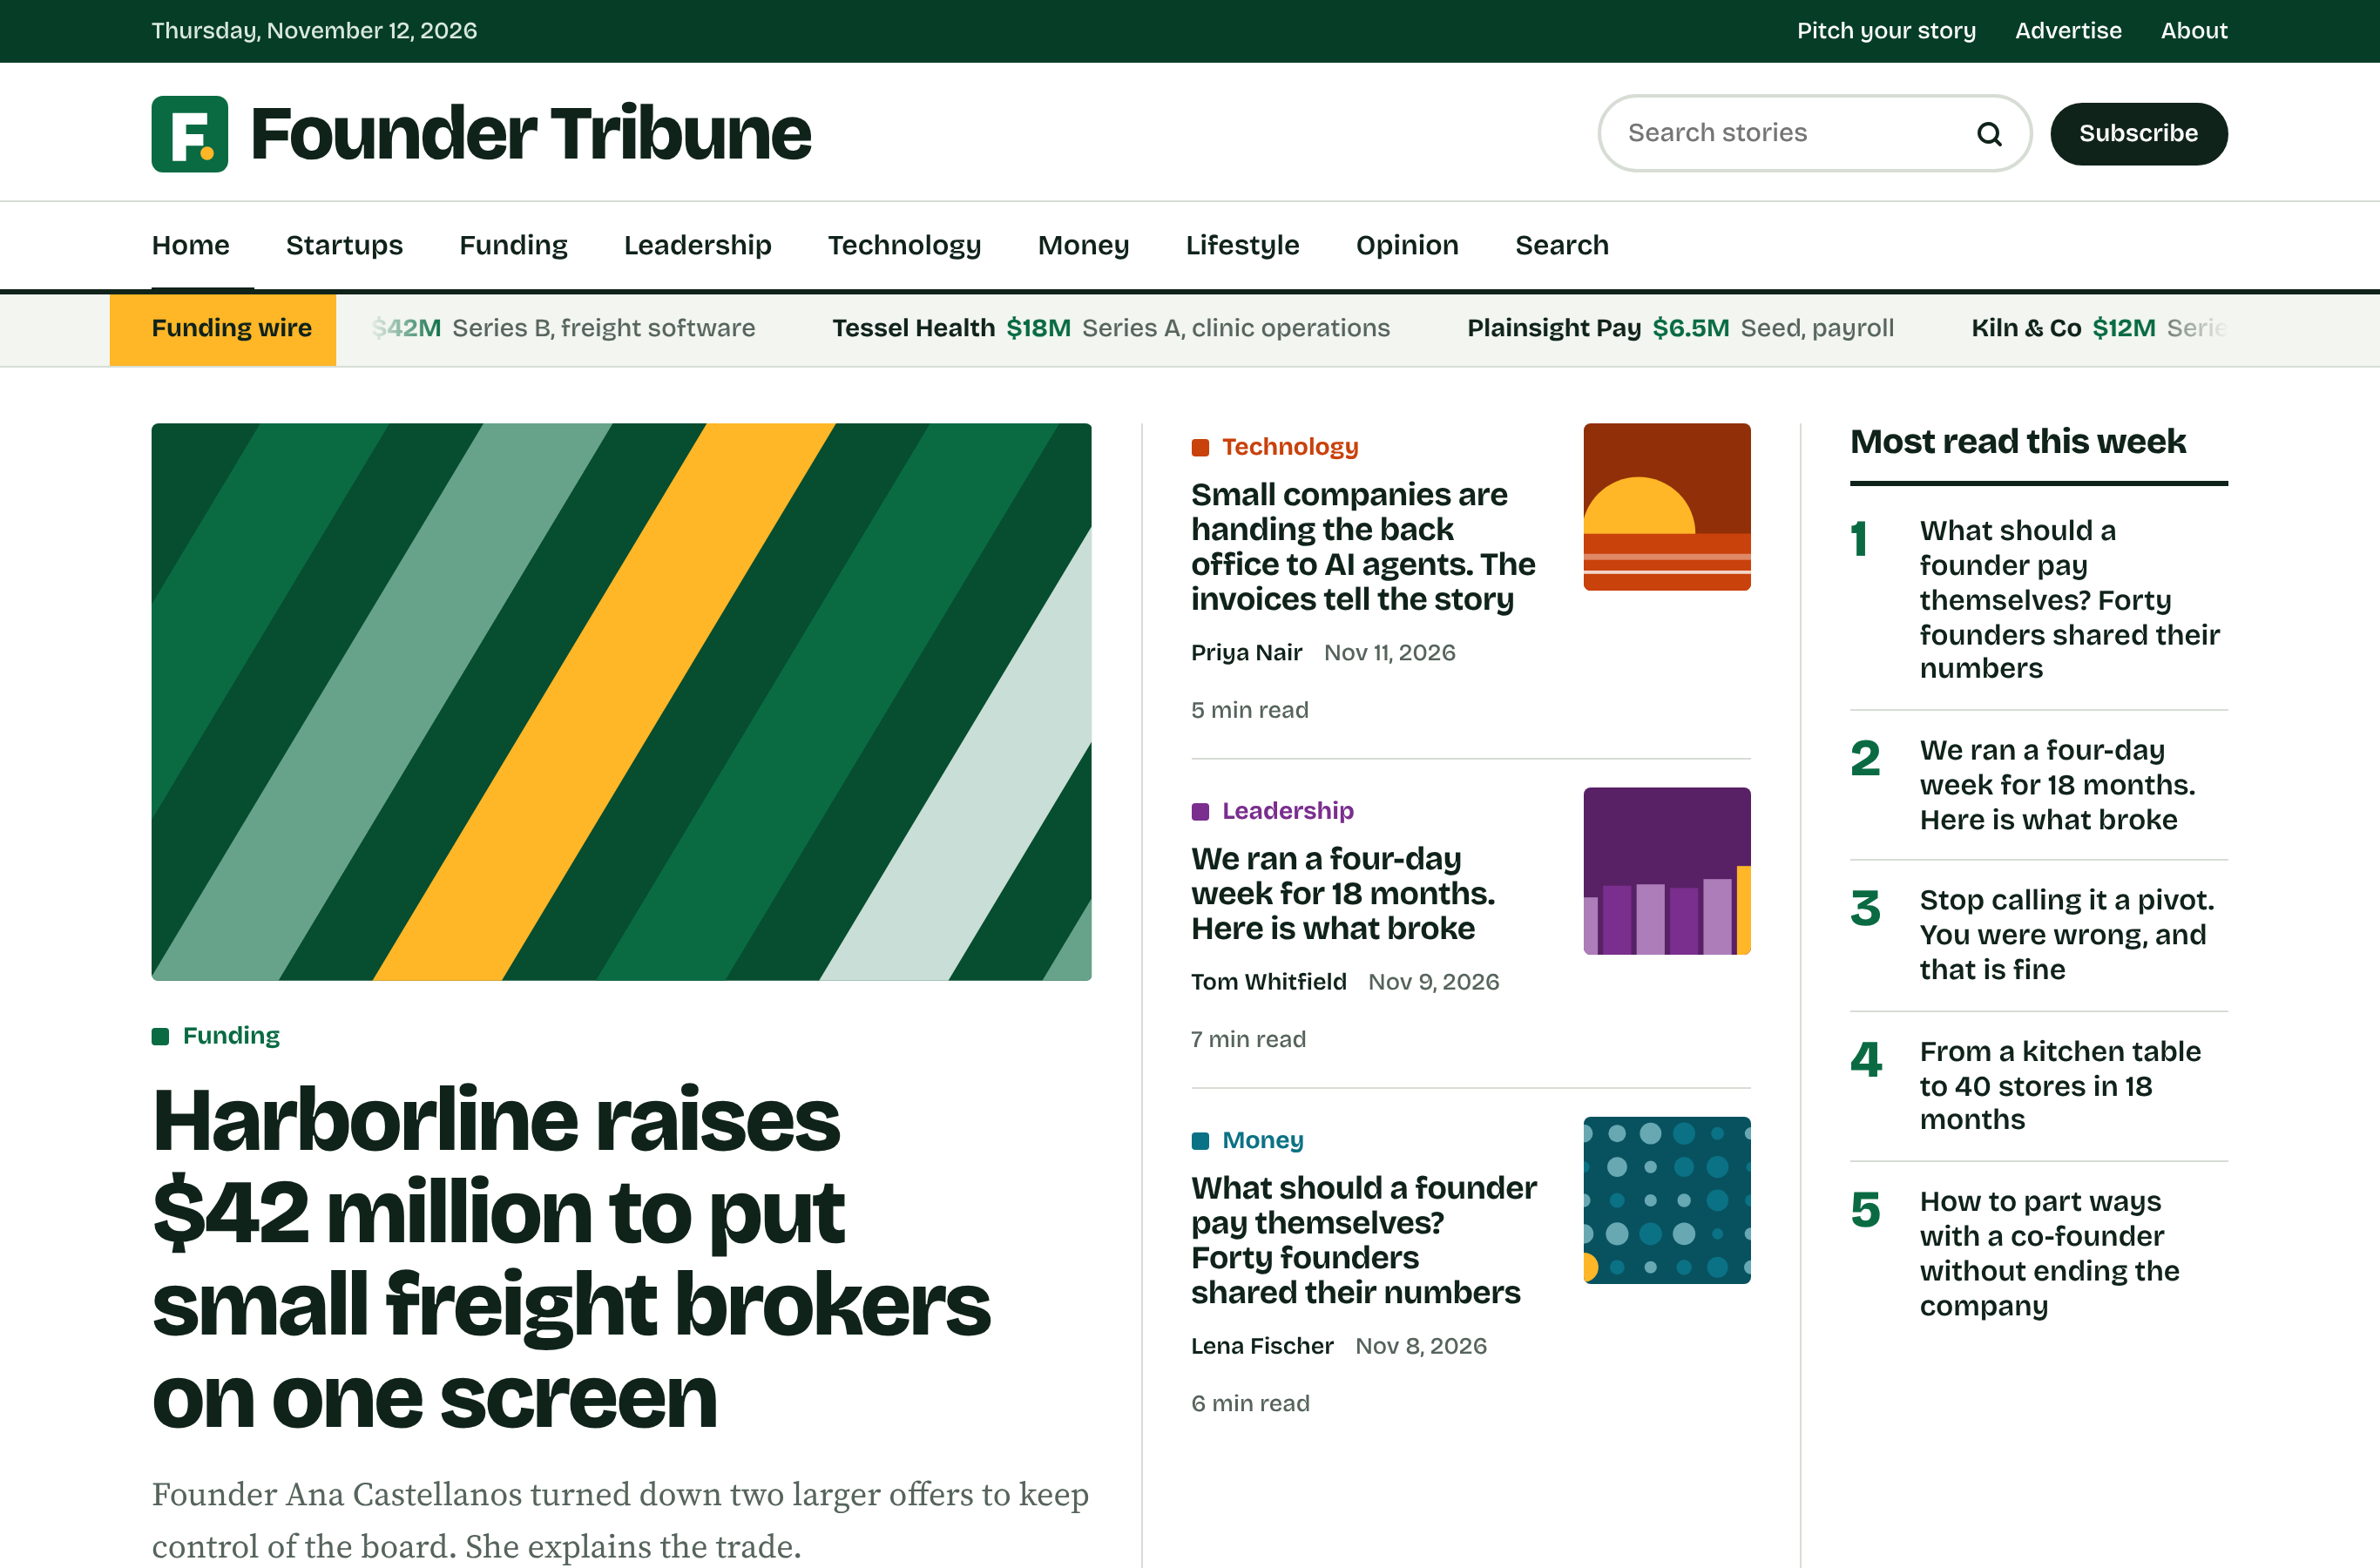 Thursday, November 12, 2026
Pitch your story
Advertise
About
F.
Founder Tribune
Search stories
Subscribe
Home
Startups
Funding
Leadership
Technology
Money
Lifestyle
Opinion
Search
Funding wire
$42M Series B, freight software
Tessel Health $18M Series A, clinic operations
Plainsight Pay $6.5M Seed, payroll
Kiln & Co $12M Serie
Funding
Harborline raises
$42 million to put
small freight brokers
on one screen
Founder Ana Castellanos turned down two larger offers to keep
control of the board. She explains the trade.
Technology
Small companies are
handing the back
office to AI agents. The
invoices tell the story
Priya Nair Nov 11, 2026
5 min read
Leadership
We ran a four-day
week for 18 months.
Here is what broke
Tom Whitfield Nov 9, 2026
7 min read
Money
What should a founder
pay themselves?
Forty founders
shared their numbers
Lena Fischer Nov 8, 2026
6 min read
Most read this week
1
What should a
founder pay
themselves? Forty
founders shared their
numbers
2
We ran a four-day
week for 18 months.
Here is what broke
3
Stop calling it a pivot.
You were wrong, and
that is fine
4
From a kitchen table
to 40 stores in 18
months
5
How to part ways
with a co-founder
without ending the
company